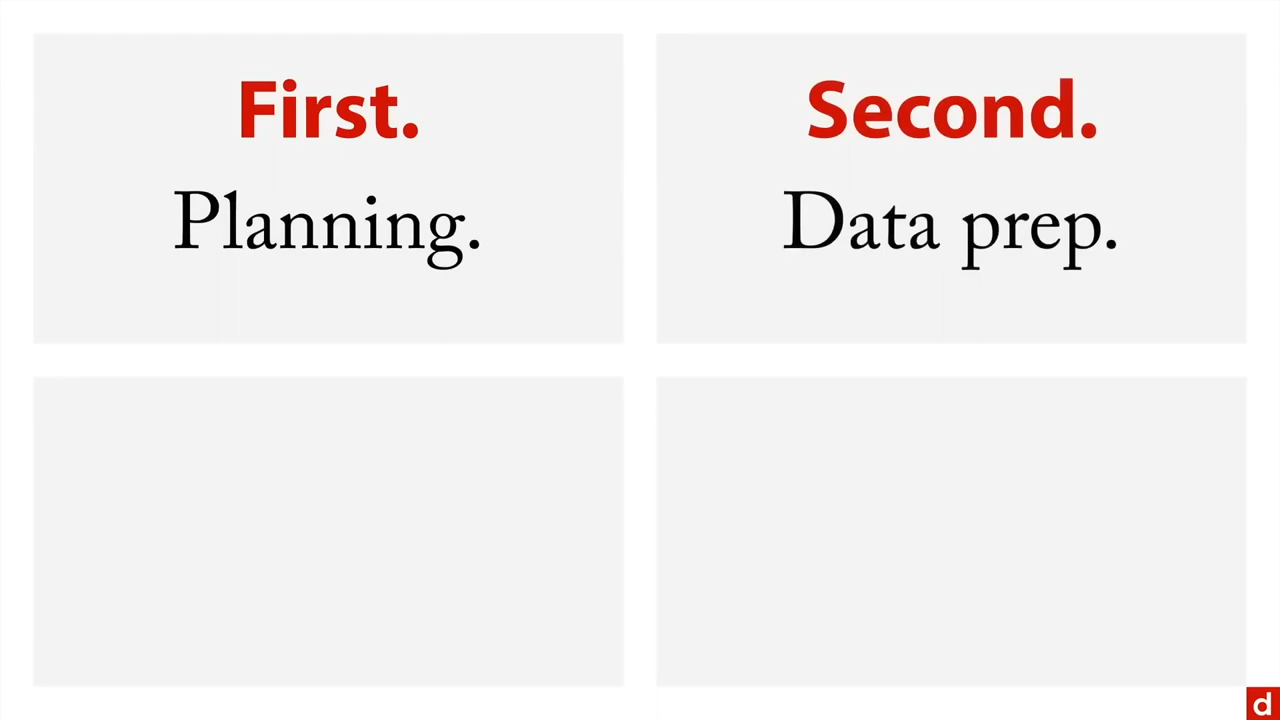 First.
Planning.
Second.
Data prep.
d